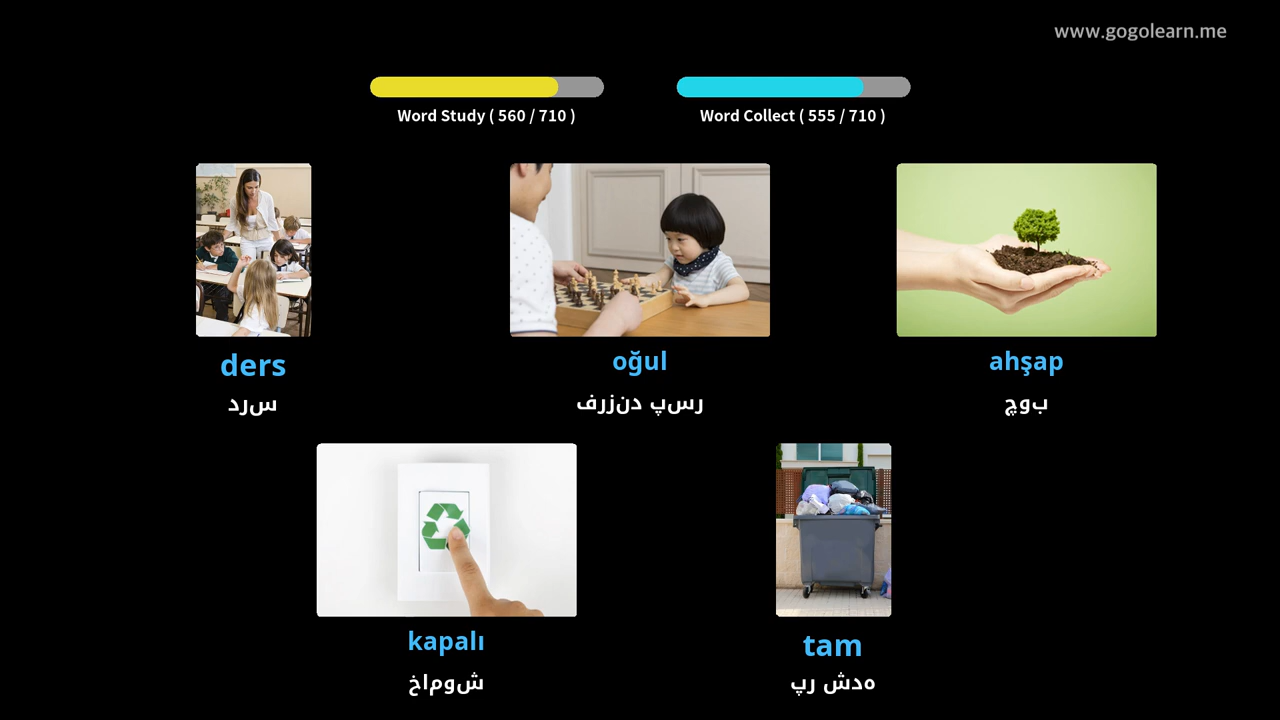 www.gogolearn.me
Word Study ( 560 / 710 )
Word Collect ( 555 / 710 )
ders
سرد
oğul
رسپ دنزرف
ahşap
بوچ
kapalı
شوماخ
tam
هدش رپ